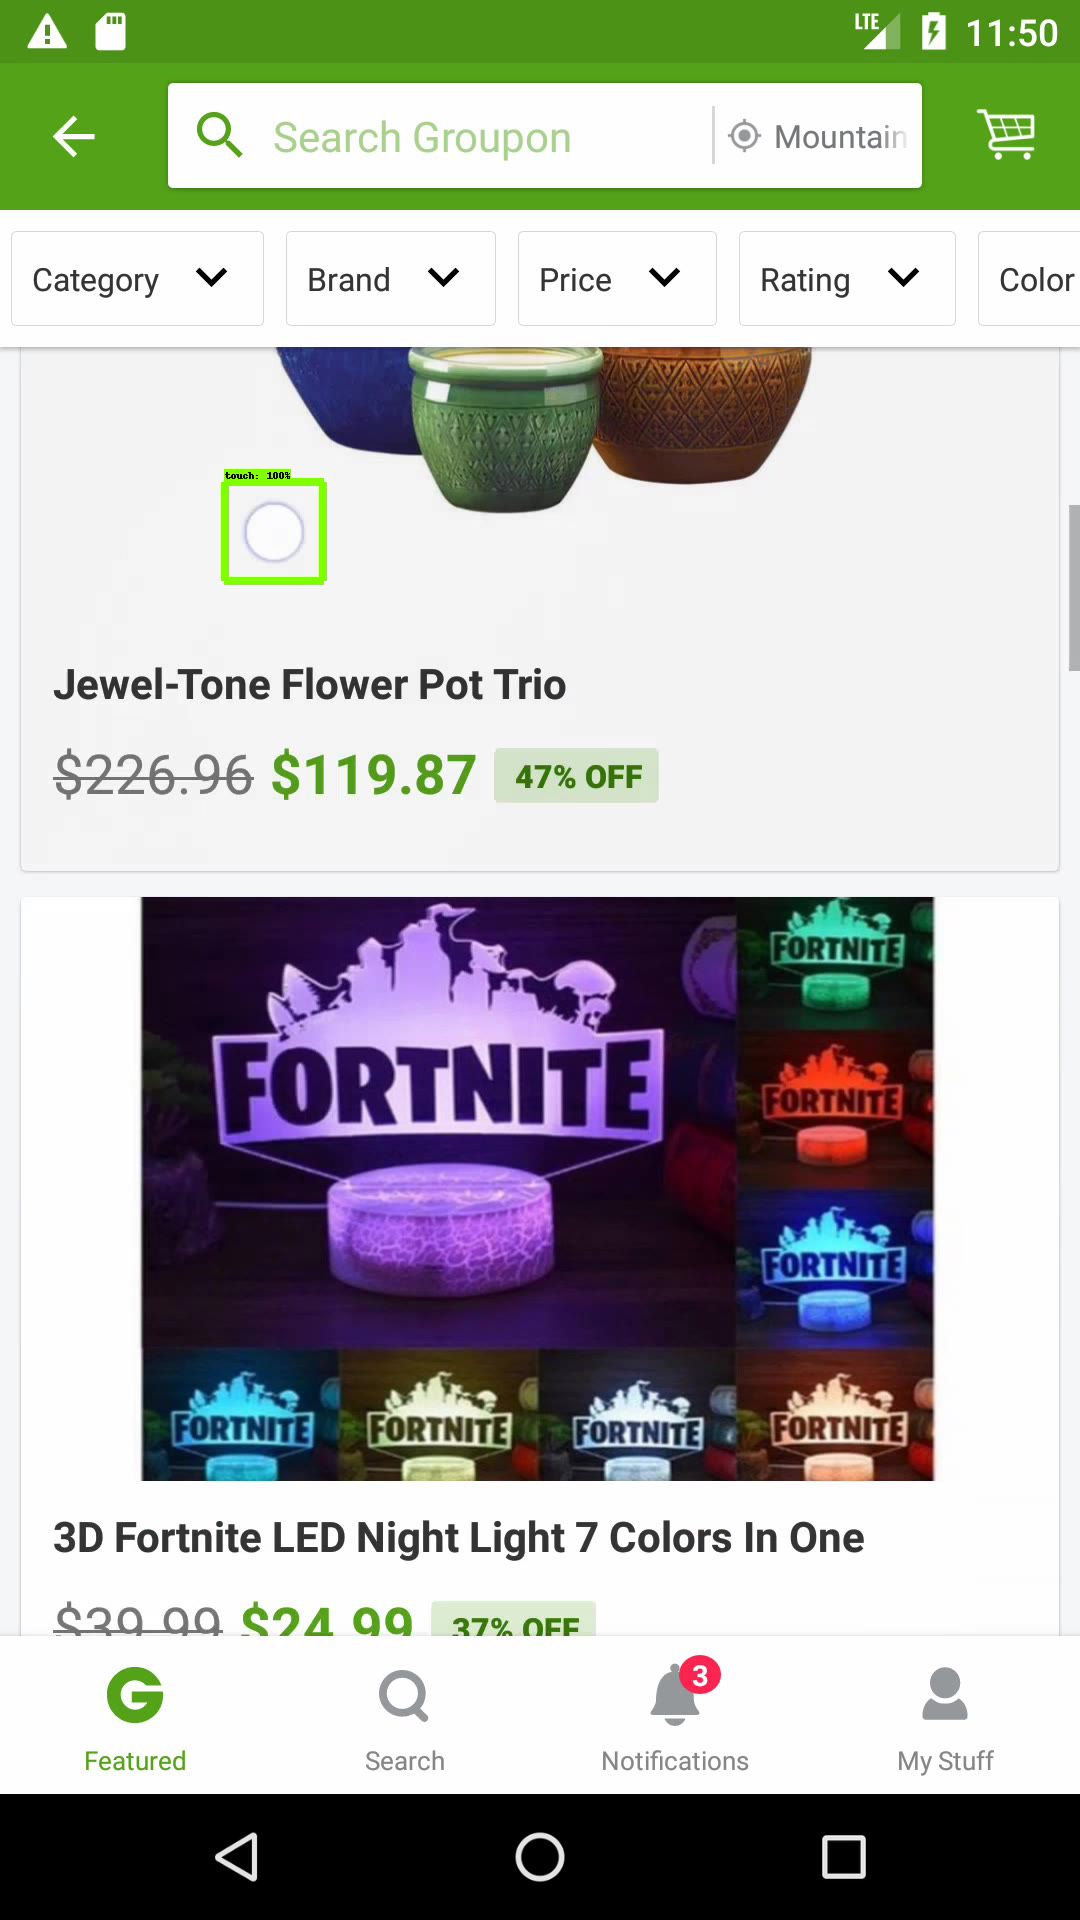 LTE 11:50
Search Groupon Mountain
Category Brand Price Rating Color
touch: 100%
Jewel-Tone Flower Pot Trio
$226.96 $119.87 47% OFF
FORTNITE
FORTNITE
FORTNITE
FORTNITE
FORTNITE
FORTNITE
FORTNITE
FORTNITE
3D Fortnite LED Night Light 7 Colors In One
$39.99 $24.99 37% OFF
G
3
Featured Search Notifications My Stuff